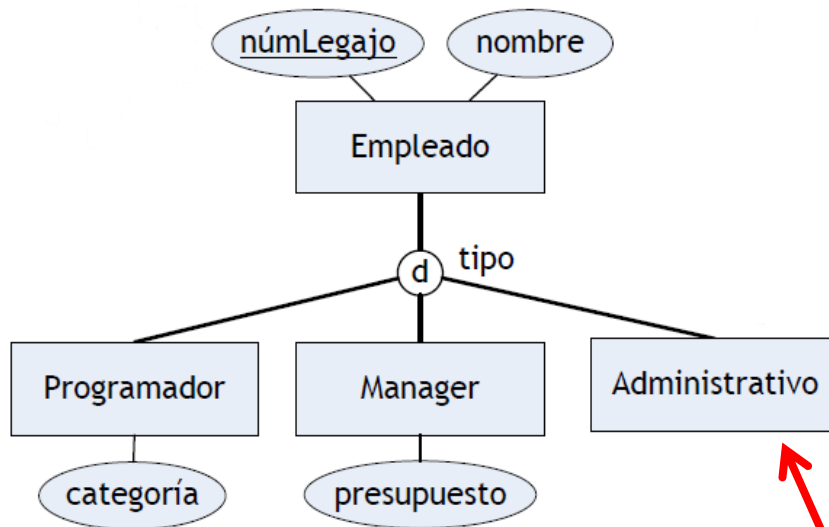 númLegajo
nombre
Empleado
d
tipo
Programador
Manager
Administrativo
categoría
presupuesto